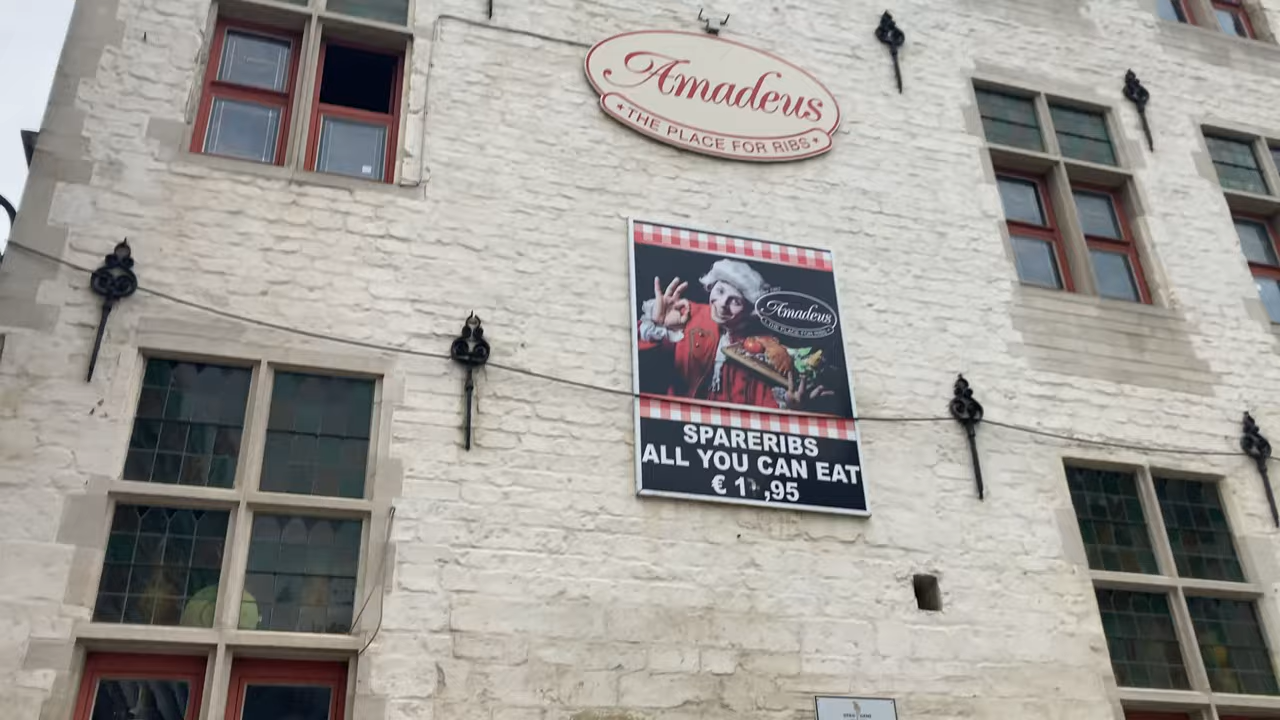 Amadeus
THE PLACE FOR RIBS
Amadeus
THE PLACE FOR RIBS
SPARERIBS
ALL YOU CAN EAT